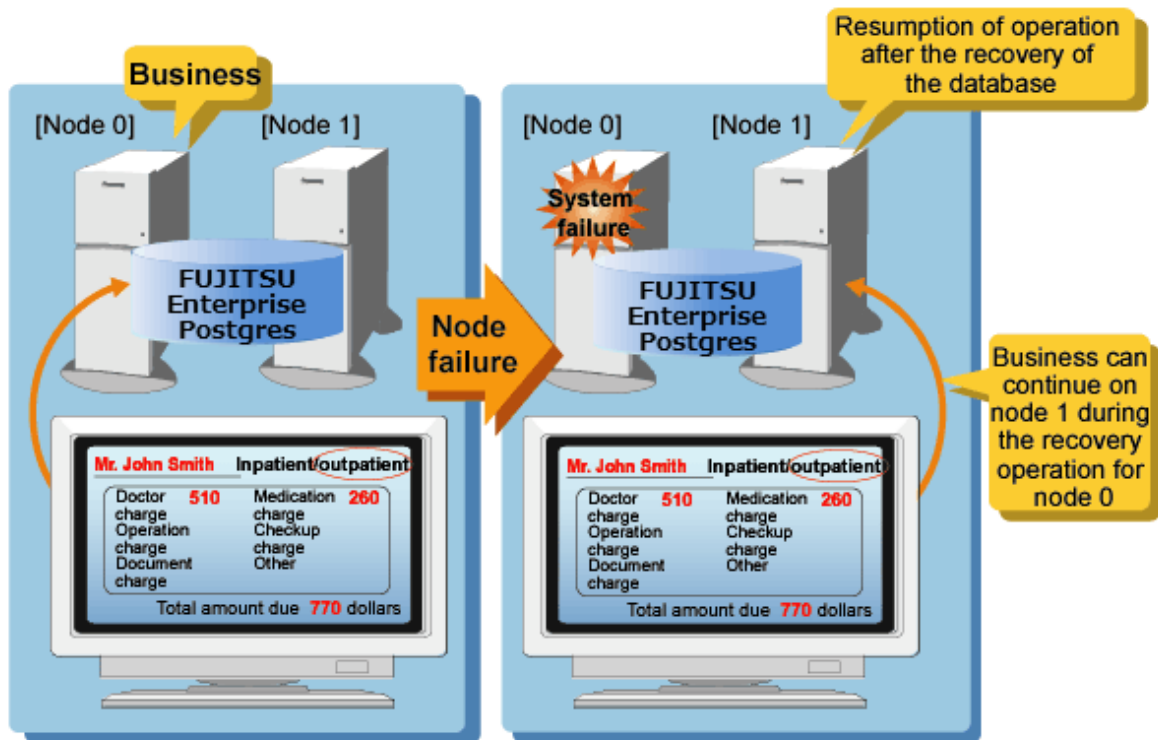 Business
[Node 0] [Node 1]
FUJITSU
Enterprise
Postgres
Mr. John Smith Inpatient/outpatient
Doctor 510 Medication 260
charge charge
Operation Checkup
charge charge
Document Other
charge
Total amount due 770 dollars
Node
failure
Resumption of operation
after the recovery of
the database
[Node 0] [Node 1]
System
failure
FUJITSU
Enterprise
Postgres
Business can
continue on
node 1 during
the recovery
operation for
node 0
Mr. John Smith Inpatient/outpatient
Doctor 510 Medication 260
charge charge
Operation Checkup
charge charge
Document Other
charge
Total amount due 770 dollars